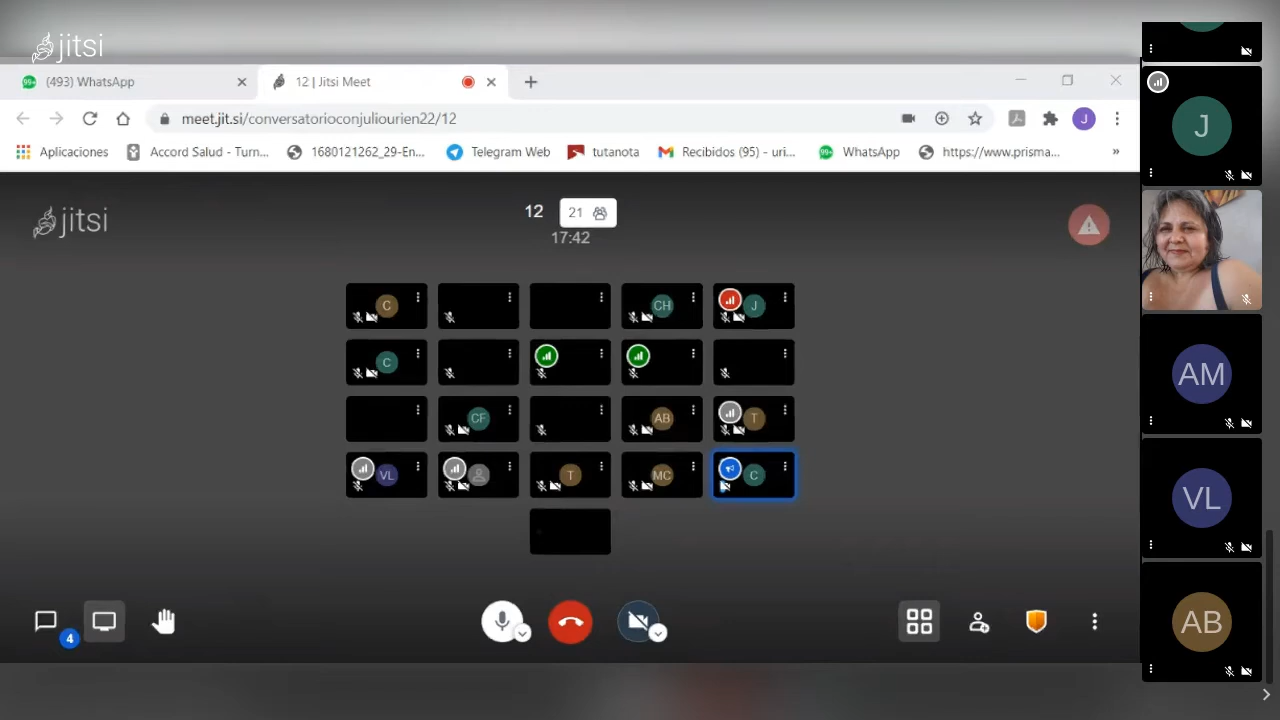 jitsi
(493) WhatsApp
12 | Jitsi Meet
meet.jit.si/conversatorioconjuliourien22/12
J
Aplicaciones
Accord Salud - Turn...
1680121262_29-En...
Telegram Web
tutanota
Recibidos (95) - uri...
WhatsApp
https://www.prisma...
»
jitsi
12
21
17:42
C
CH
J
C
CF
AB
T
VL
T
MC
C
4
J
AM
VL
AB